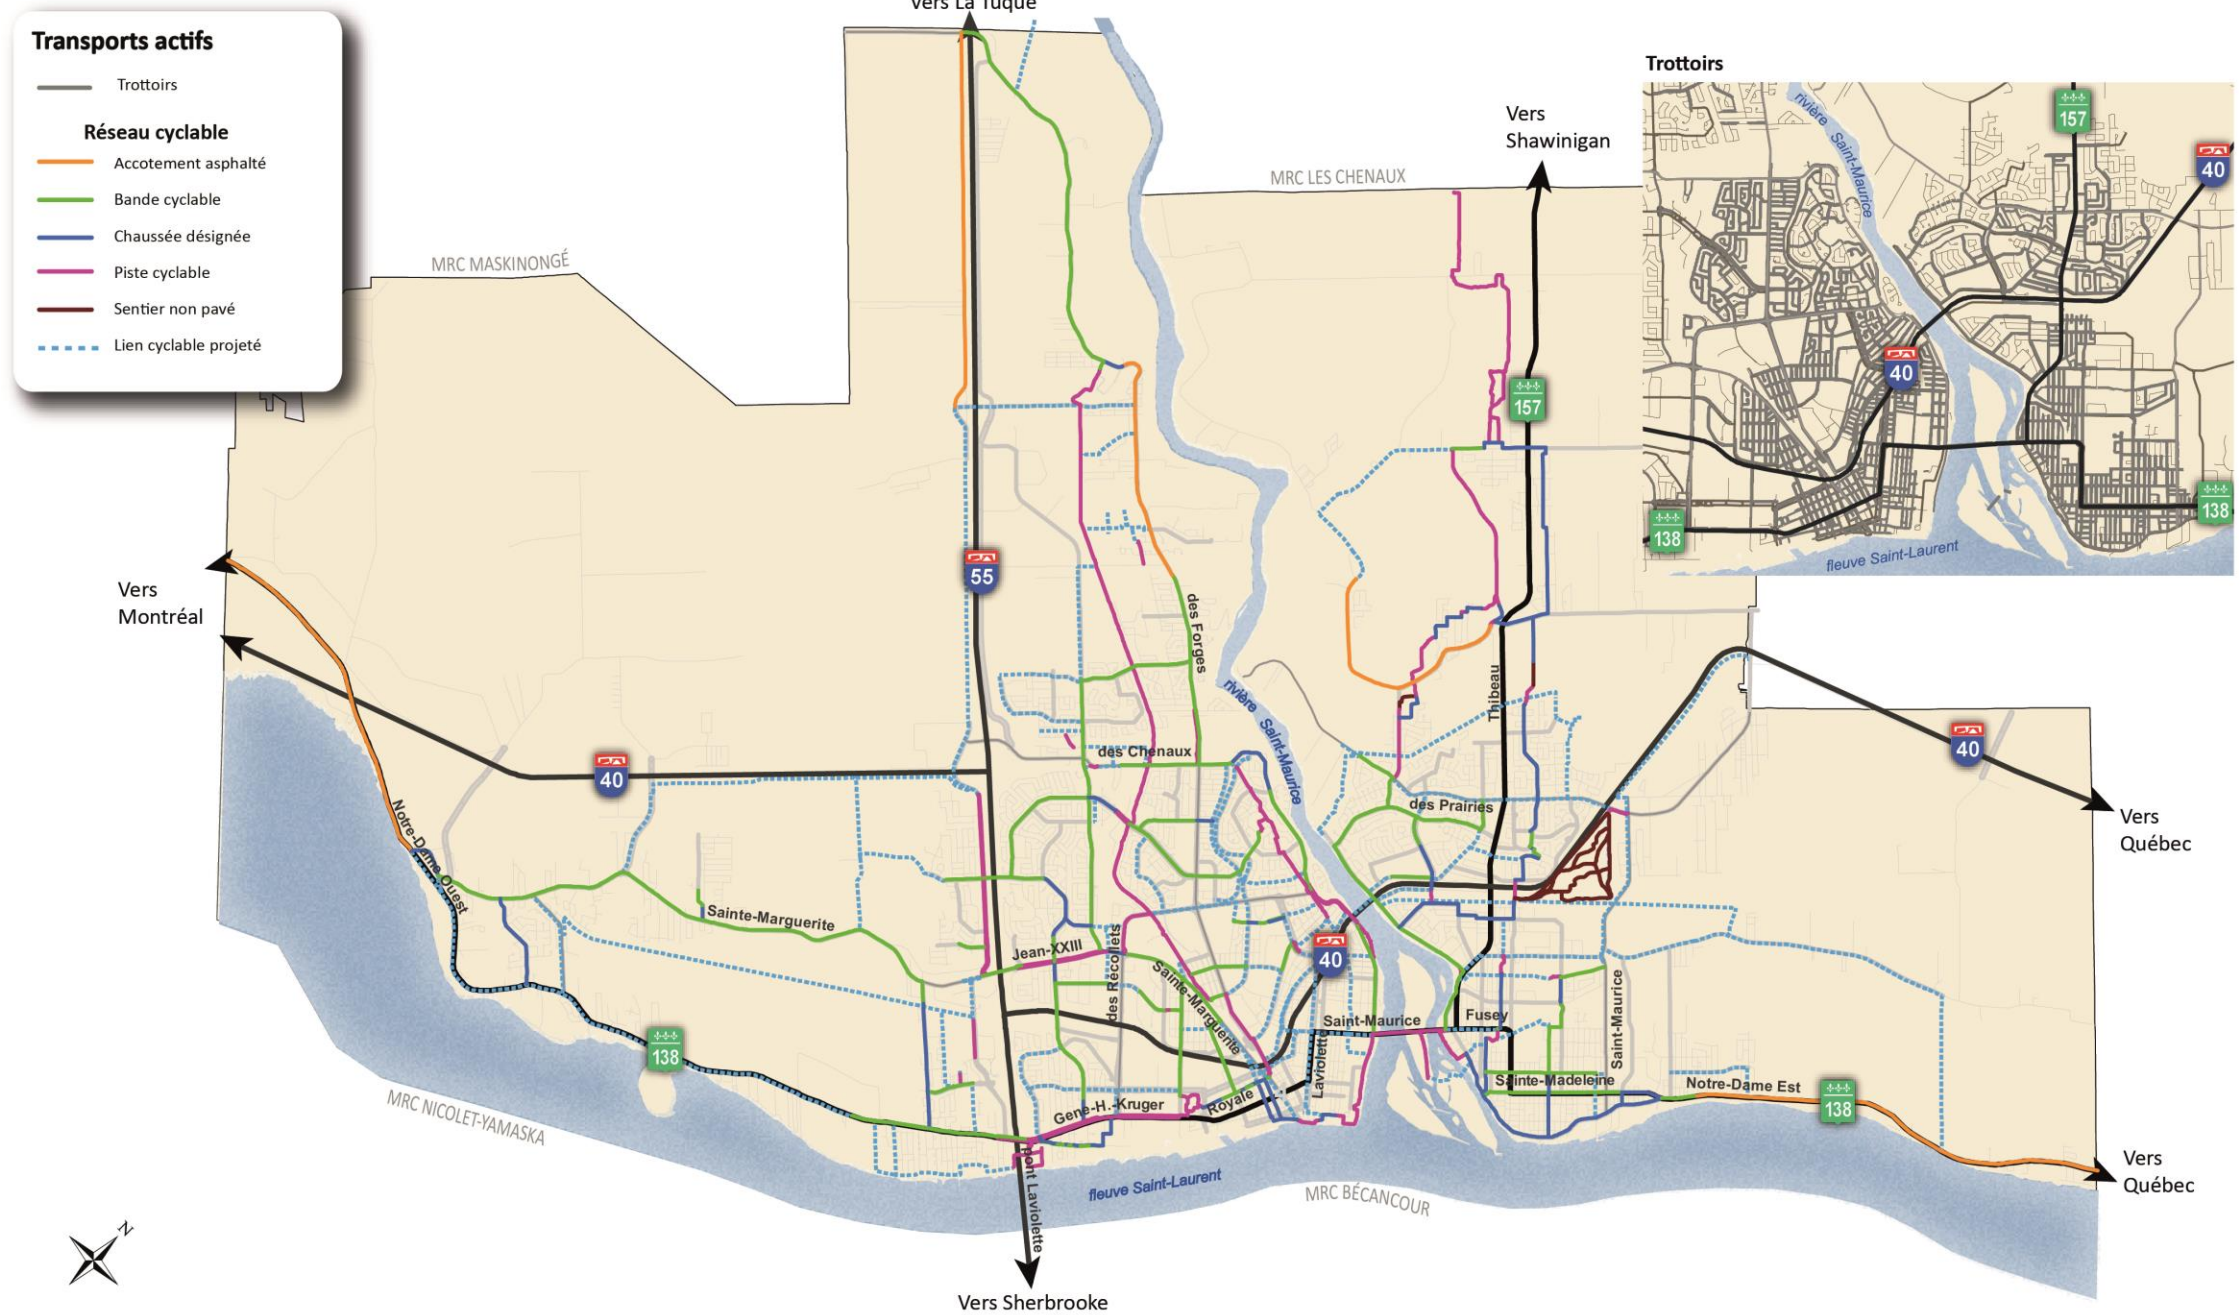 Transports actifs
Trottoirs
Réseau cyclable
Accotement asphalté
Bande cyclable
Chaussée désignée
Piste cyclable
Sentier non pavé
Lien cyclable projeté
Vers La Tuque
Vers
Shawinigan
MRC LES CHENAUX
MRC MASKINONGÉ
Trottoirs
157
40
rivière Saint-Maurice
40
138
138
fleuve Saint-Laurent
157
55
Vers
Montréal
des Forges
rivière Saint-Maurice
Thibeau
des Chenaux
40
40
des Prairies
Vers
Québec
Notre-Dame Ouest
Sainte-Marguerite
Jean-XXIII
des Récollets
Sainte-Marguerite
40
Saint-Maurice
Fusey
Saint-Maurice
138
Laviolette
Sainte-Madeleine
Notre-Dame Est
138
Gene-H.-Kruger
Royale
MRC NICOLET-YAMASKA
pont Laviolette
fleuve Saint-Laurent
MRC BÉCANCOUR
Vers
Québec
N
Vers Sherbrooke